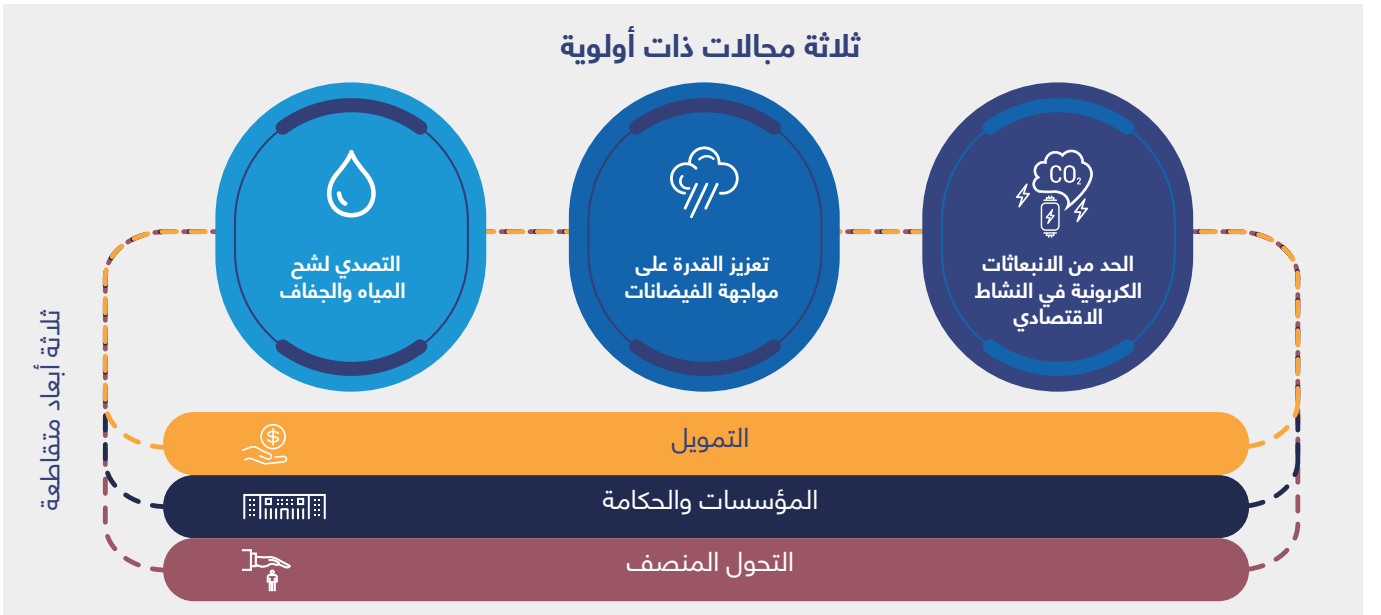 ثلاثة مجالات ذات أولوية
CO₂
الحد من الانبعاثات
الكربونية في النشاط
الاقتصادي
تعزيز القدرة على
مواجهة الفيضانات
التصدي لشح
المياه والجفاف
ثلاثة أبعاد متقاطعة
$
التمويل
المؤسسات والحكامة
التحول المنصف